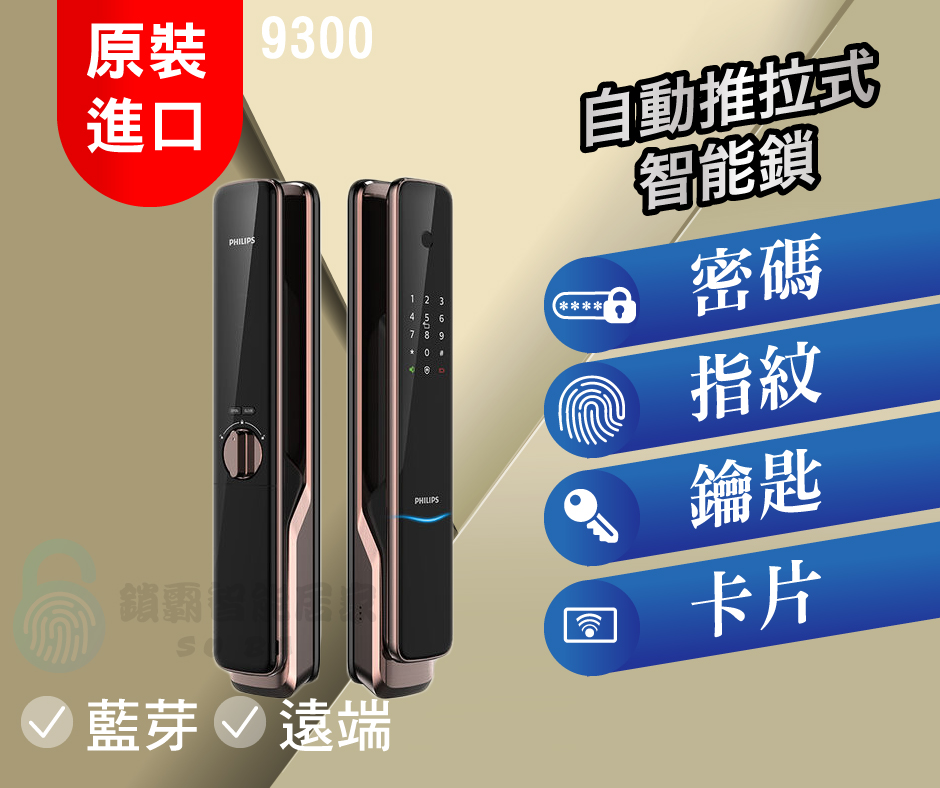 原裝
進口
9300
自動推拉式
智能鎖
PHILIPS
1 2 3
4 5 6
7 8 9
* 0 #
PHILIPS
****
密碼
指紋
鑰匙
卡片
藍芽
遠端